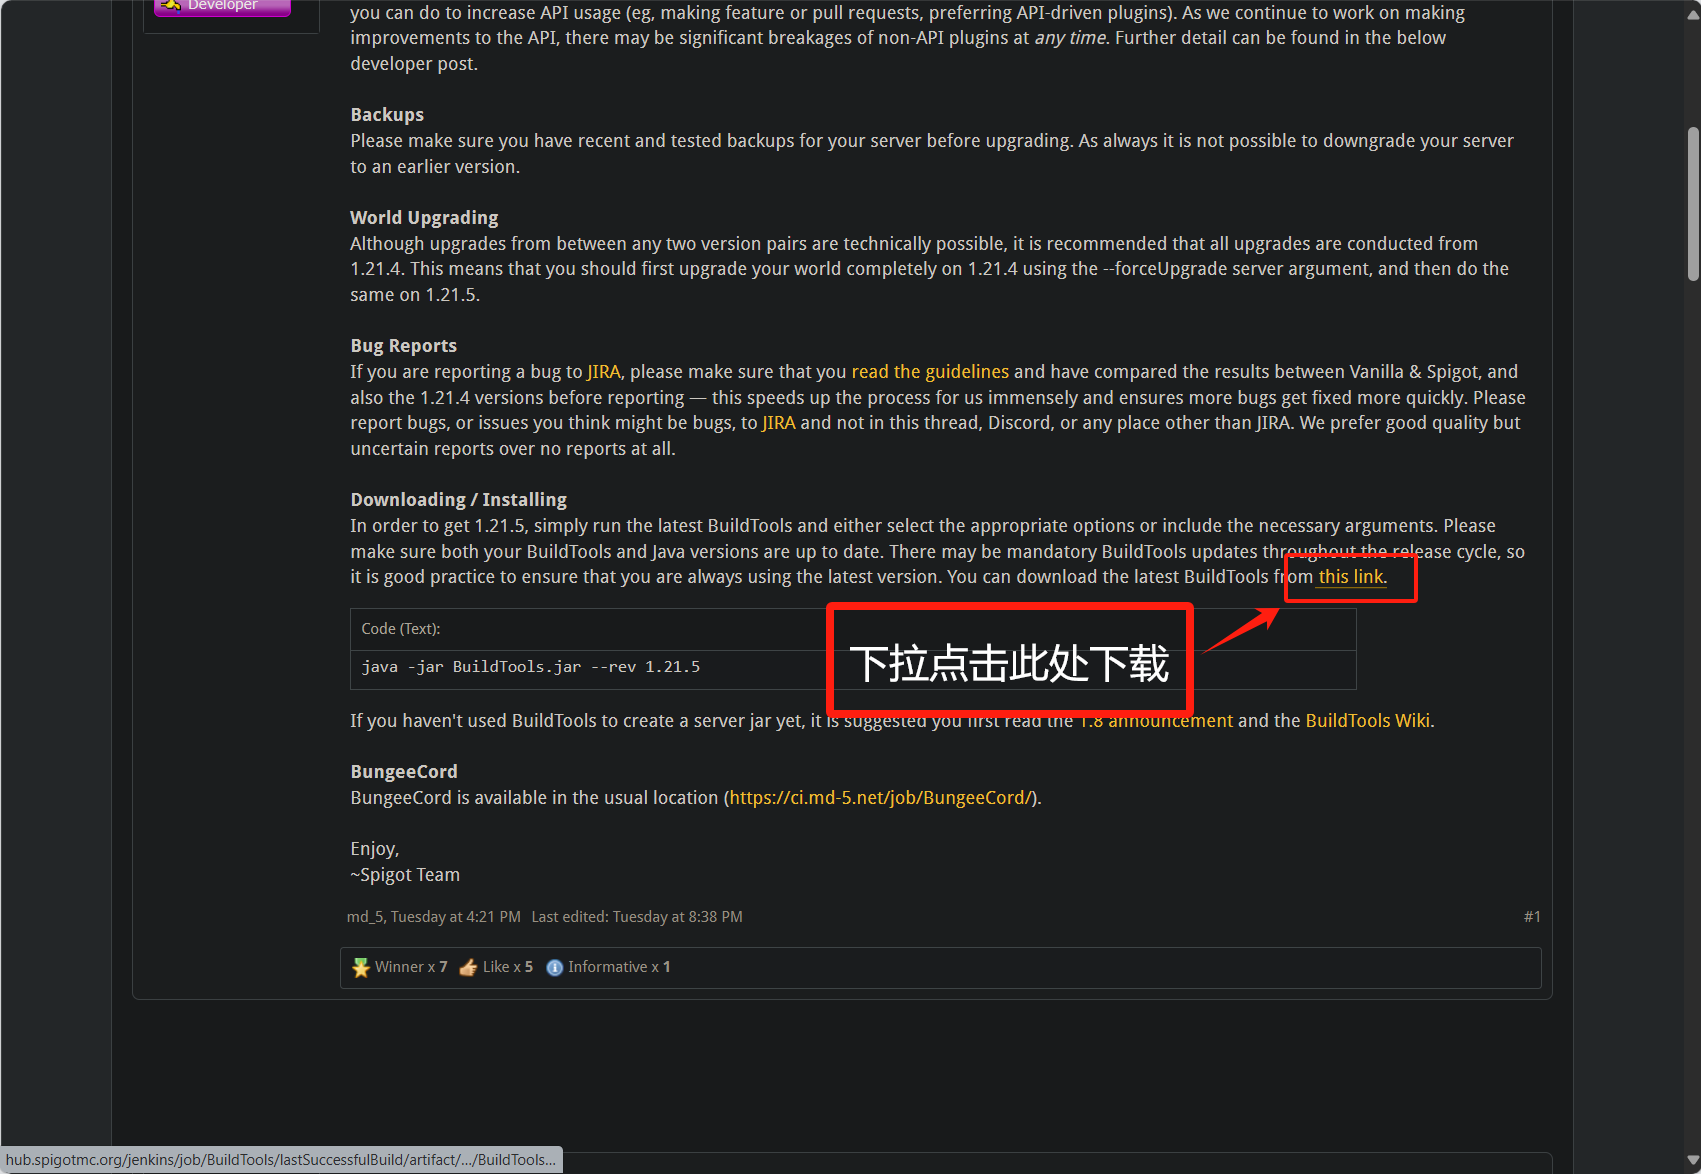 Developer
you can do to increase API usage (eg, making feature or pull requests, preferring API-driven plugins). As we continue to work on making
improvements to the API, there may be significant breakages of non-API plugins at any time. Further detail can be found in the below
developer post.
Backups
Please make sure you have recent and tested backups for your server before upgrading. As always it is not possible to downgrade your server
to an earlier version.
World Upgrading
Although upgrades from between any two version pairs are technically possible, it is recommended that all upgrades are conducted from
1.21.4. This means that you should first upgrade your world completely on 1.21.4 using the --forceUpgrade server argument, and then do the
same on 1.21.5.
Bug Reports
If you are reporting a bug to JIRA, please make sure that you read the guidelines and have compared the results between Vanilla & Spigot, and
also the 1.21.4 versions before reporting — this speeds up the process for us immensely and ensures more bugs get fixed more quickly. Please
report bugs, or issues you think might be bugs, to JIRA and not in this thread, Discord, or any place other than JIRA. We prefer good quality but
uncertain reports over no reports at all.
Downloading / Installing
In order to get 1.21.5, simply run the latest BuildTools and either select the appropriate options or include the necessary arguments. Please
make sure both your BuildTools and Java versions are up to date. There may be mandatory BuildTools updates throughout the release cycle, so
it is good practice to ensure that you are always using the latest version. You can download the latest BuildTools from this link.
Code (Text):
java -jar BuildTools.jar --rev 1.21.5
下拉点击此处下载
If you haven't used BuildTools to create a server jar yet, it is suggested you first read the 1.8 announcement and the BuildTools Wiki.
BungeeCord
BungeeCord is available in the usual location (https://ci.md-5.net/job/BungeeCord/).
Enjoy,
~Spigot Team
md_5, Tuesday at 4:21 PM Last edited: Tuesday at 8:38 PM #1
Winner x 7 Like x 5 Informative x 1
hub.spigotmc.org/jenkins/job/BuildTools/lastSuccessfulBuild/artifact/.../BuildTools...